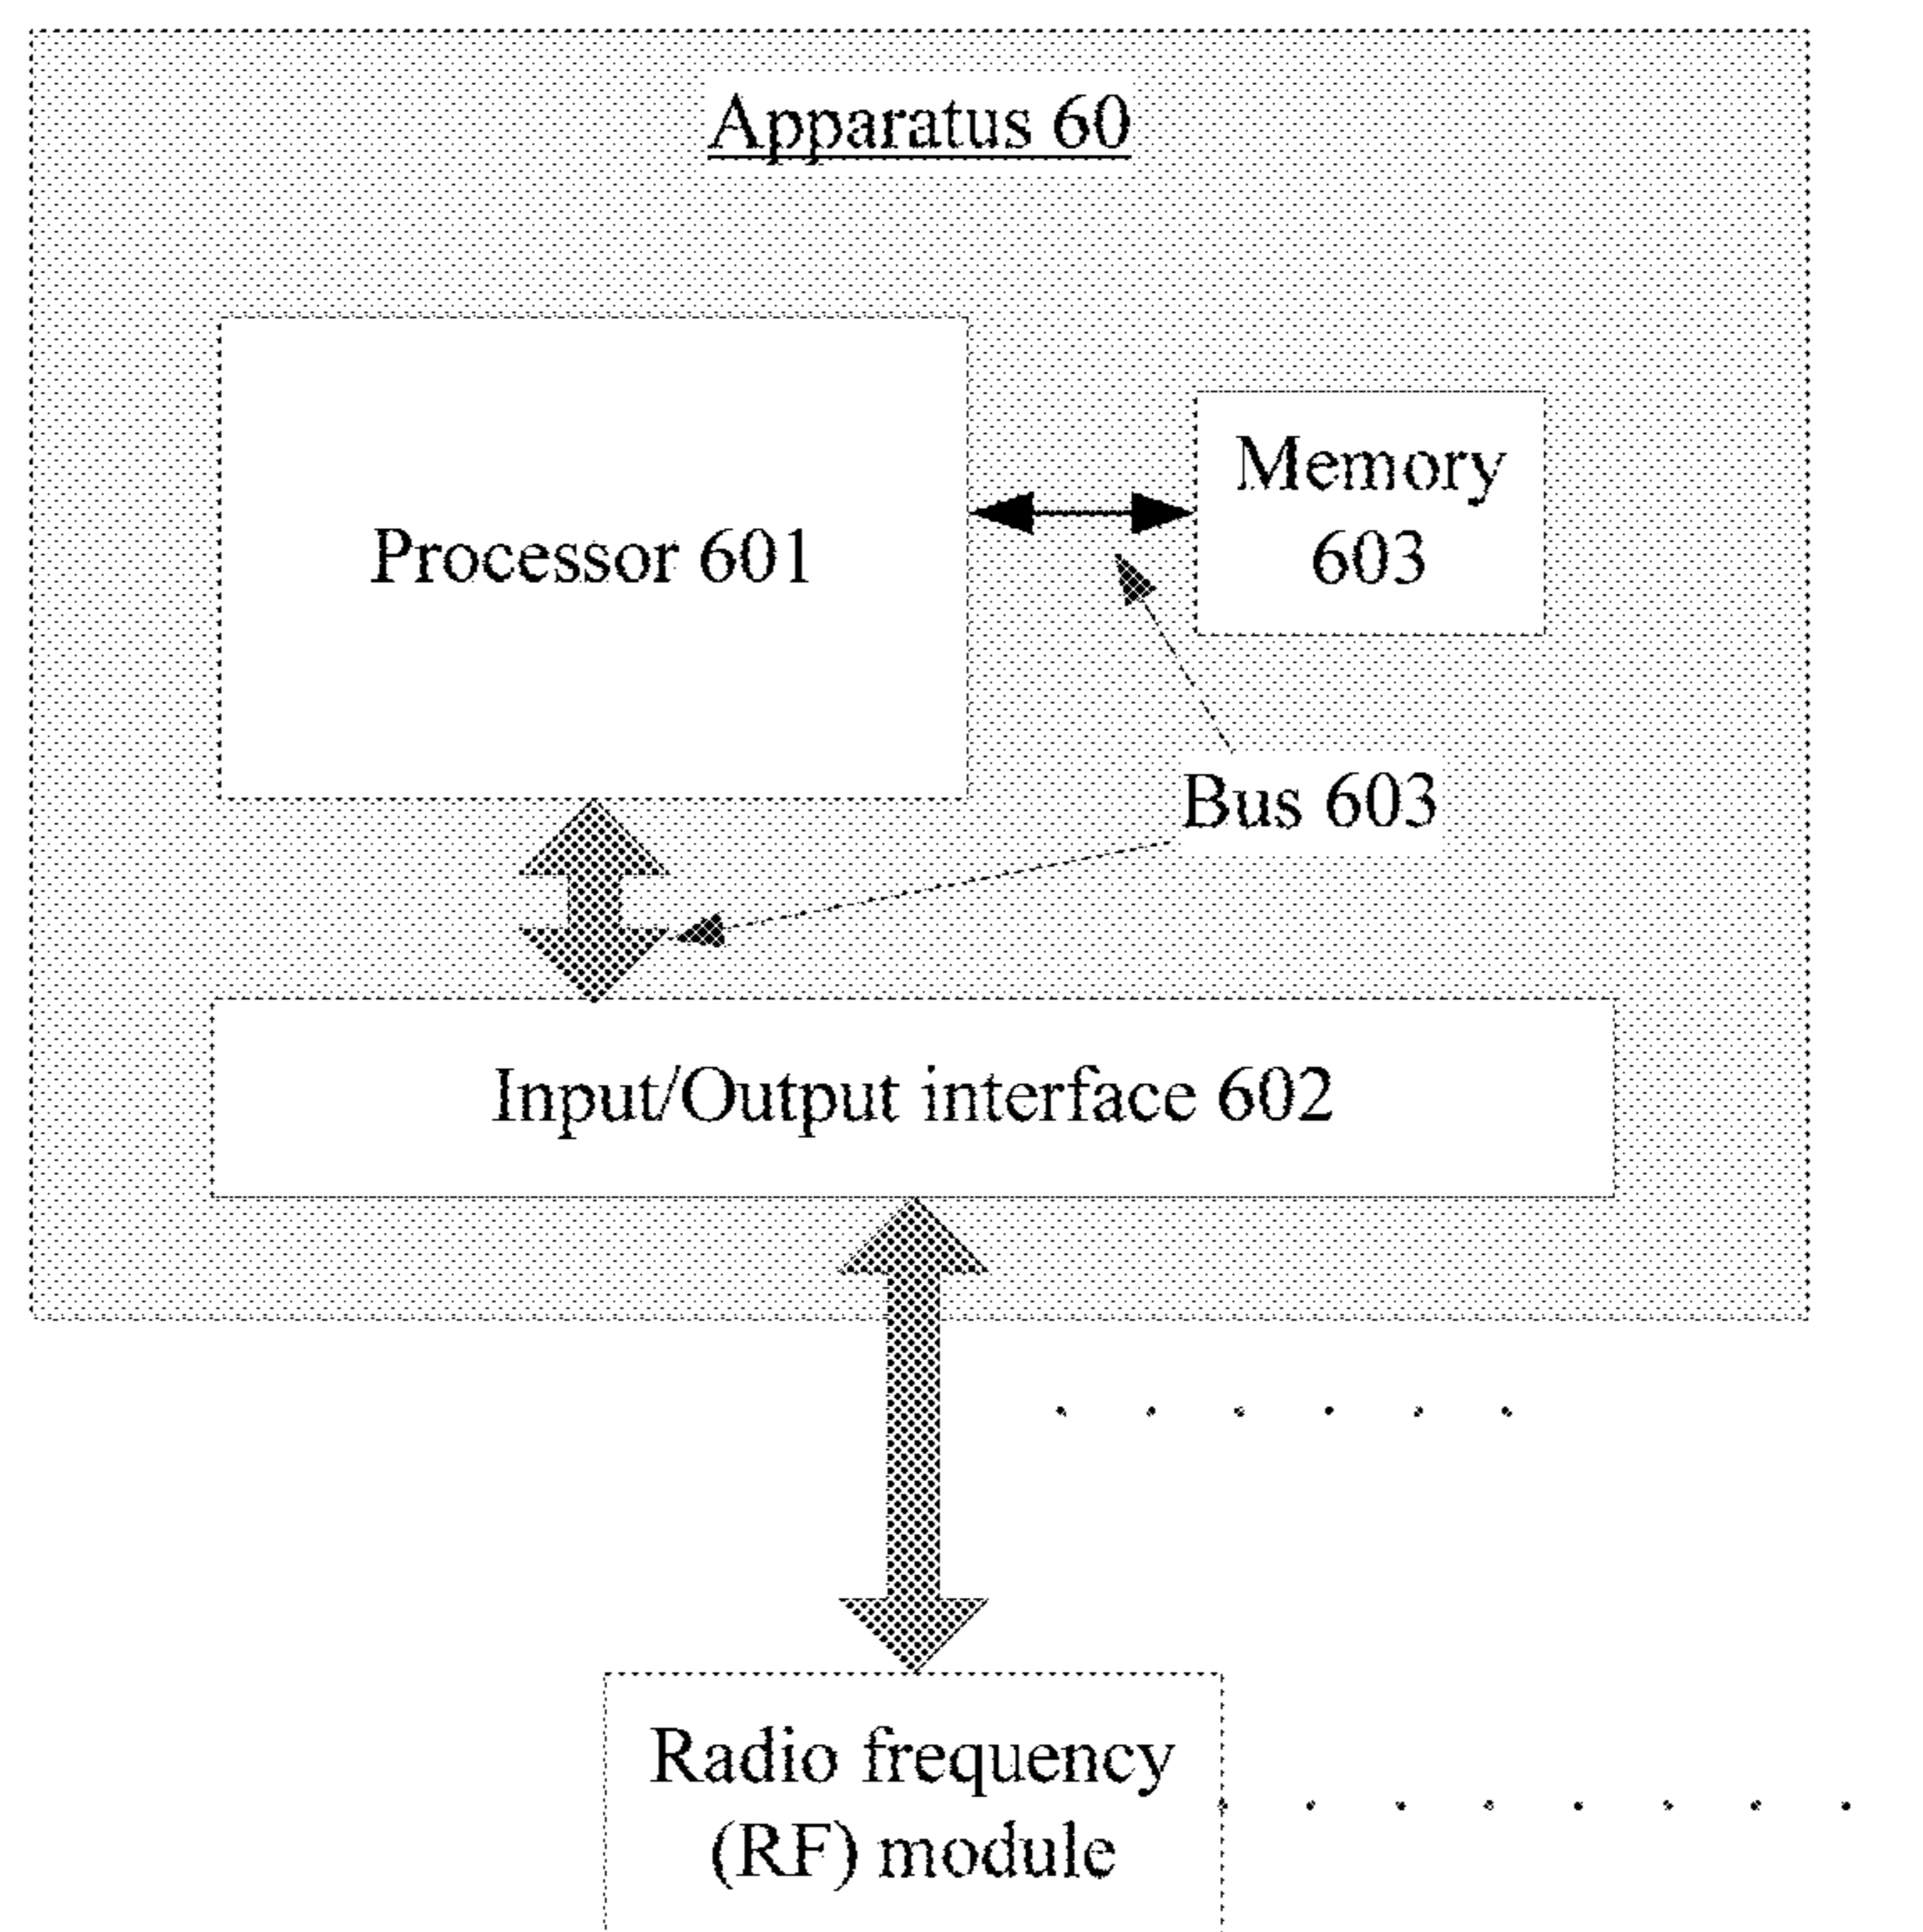 Apparatus 60
Processor 601
Memory
603
Bus 603
Input/Output interface 602
Radio frequency
(RF) module